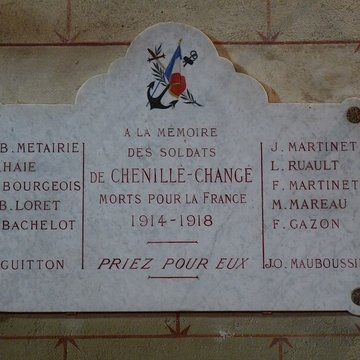 A LA MÉMOIRE
DES SOLDATS
DE CHENILLÉ-CHANGÉ
MORTS POUR LA FRANCE
1914-1918
PRIEZ POUR EUX
B. METAIRIE
HAIE
BOURGEOIS
B. LORET
BACHELOT
GUITTON
J. MARTINET
L. RUAULT
F. MARTINET
M. MAREAU
F. GAZON
JO. MAUBOUSSI